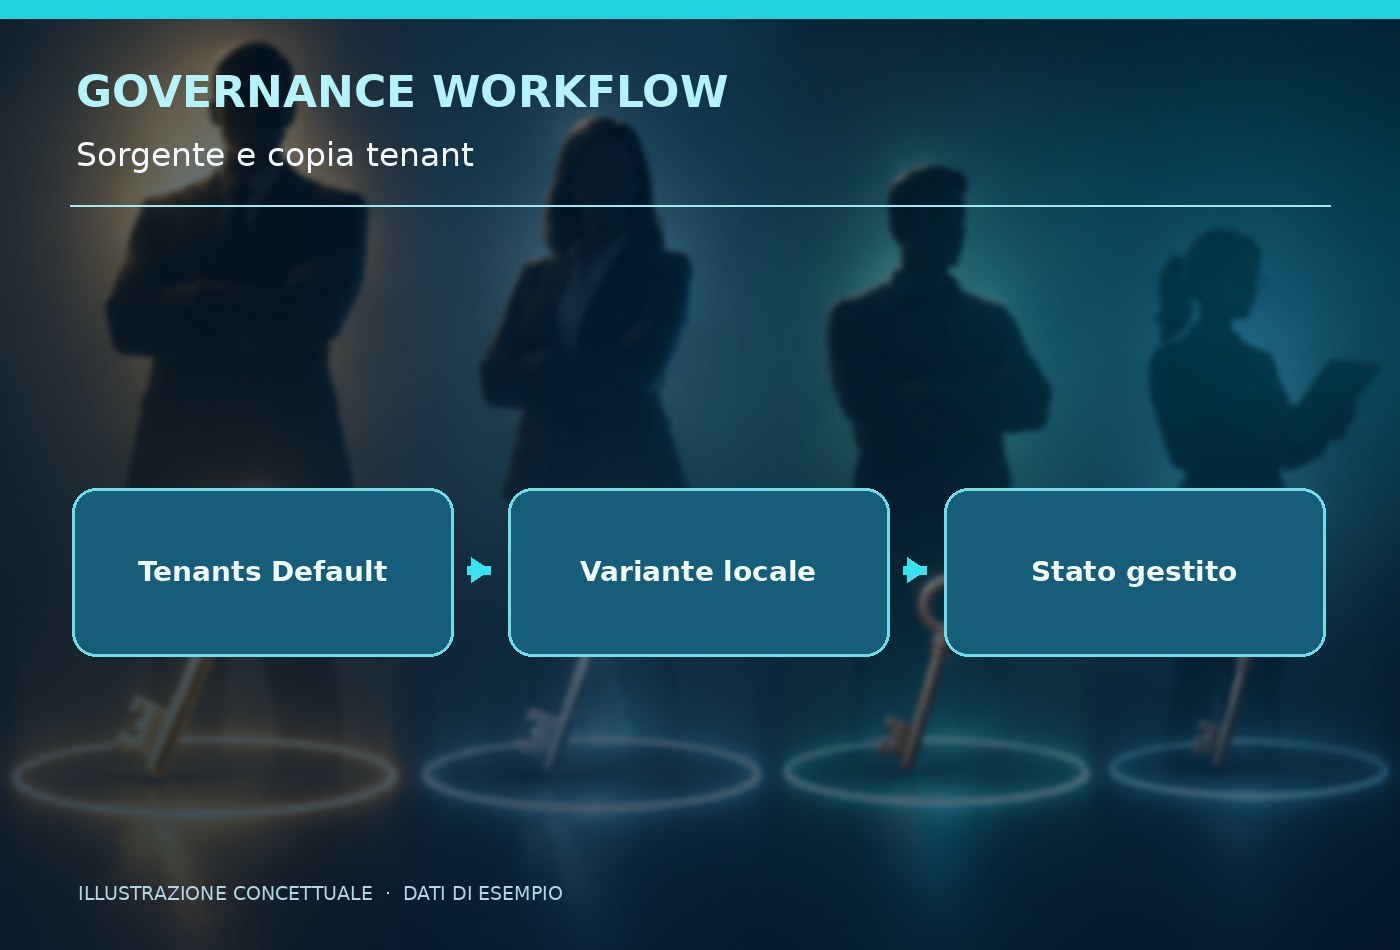 GOVERNANCE WORKFLOW
Sorgente e copia tenant
Tenants Default
Variante locale
Stato gestito
ILLUSTRAZIONE CONCETTUALE · DATI DI ESEMPIO